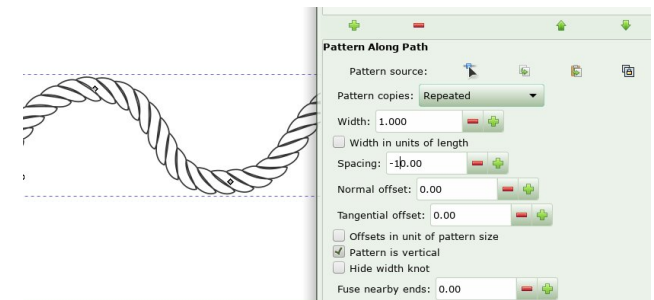 Pattern Along Path
Pattern source:
Pattern copies: Repeated
Width: 1.000
Width in units of length
Spacing: -10.00
Normal offset: 0.00
Tangential offset: 0.00
Offsets in unit of pattern size
Pattern is vertical
Hide width knot
Fuse nearby ends: 0.00